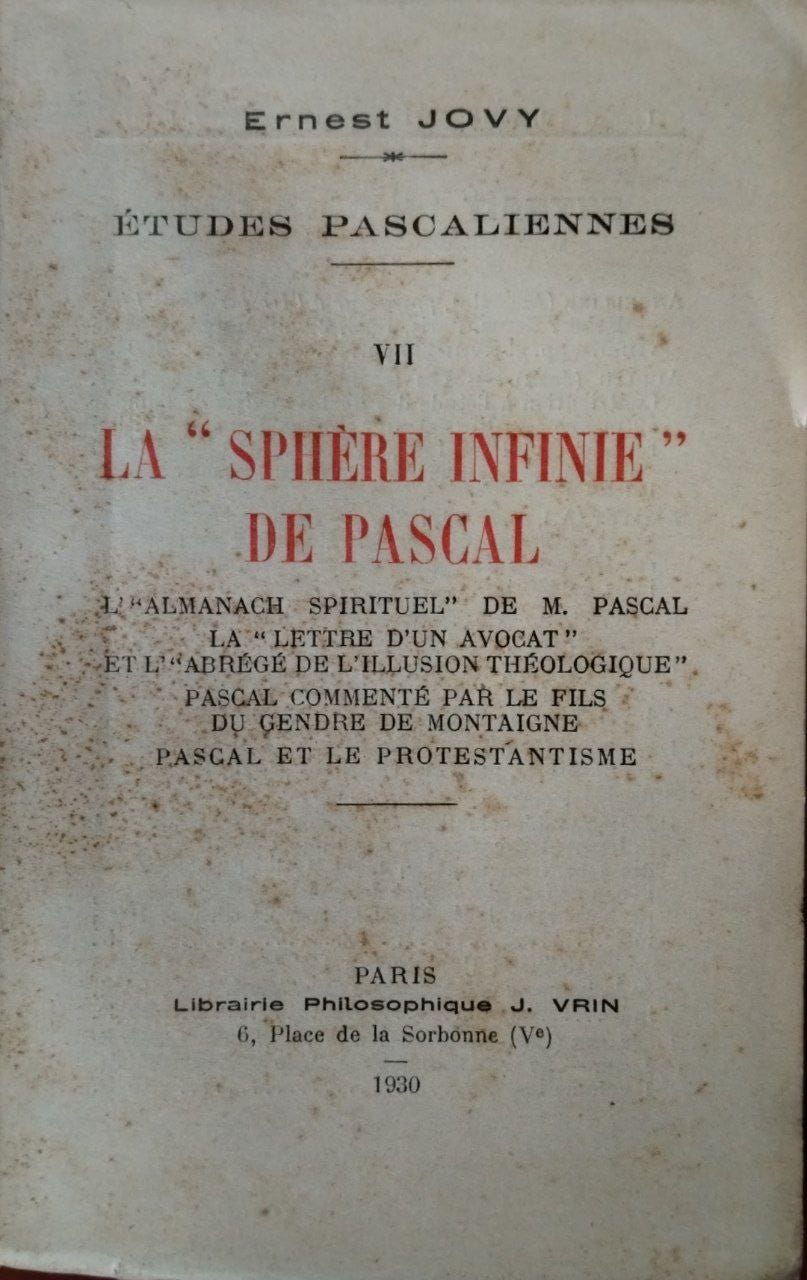 Ernest JOVY
ÉTUDES PASCALIENNES
VII
LA “ SPHÈRE INFINIE ”
DE PASCAL
L’“ALMANACH SPIRITUEL” DE M. PASCAL
LA “ LETTRE D’UN AVOCAT ”
ET L’“ABRÉGÉ DE L’ILLUSION THÉOLOGIQUE”
PASCAL COMMENTÉ PAR LE FILS
DU GENDRE DE MONTAIGNE
PASCAL ET LE PROTESTANTISME
PARIS
Librairie Philosophique J. VRIN
6, Place de la Sorbonne (Ve)
1930